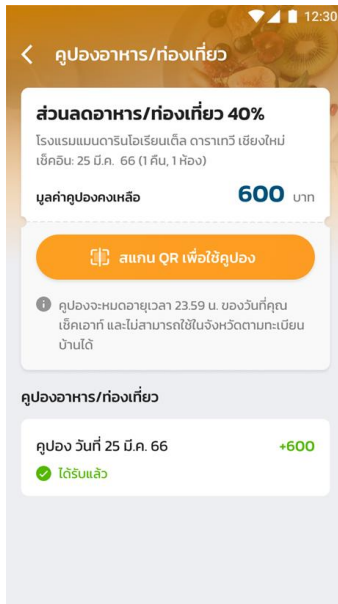 12:30
คูปองอาหาร/ท่องเที่ยว
ส่วนลดอาหาร/ท่องเที่ยว 40%
โรงแรมแมนดารินโอเรียนเต็ล ดาราเทวี เชียงใหม่
เช็คอิน: 25 มี.ค. 66 (1 คืน, 1 ห้อง)
มูลค่าคูปองคงเหลือ 600 บาท
สแกน QR เพื่อใช้คูปอง
คูปองจะหมดอายุเวลา 23.59 น. ของวันที่คุณ
เช็คเอาท์ และไม่สามารถใช้ในจังหวัดตามทะเบียน
บ้านได้
คูปองอาหาร/ท่องเที่ยว
คูปอง วันที่ 25 มี.ค. 66 +600
ได้รับแล้ว